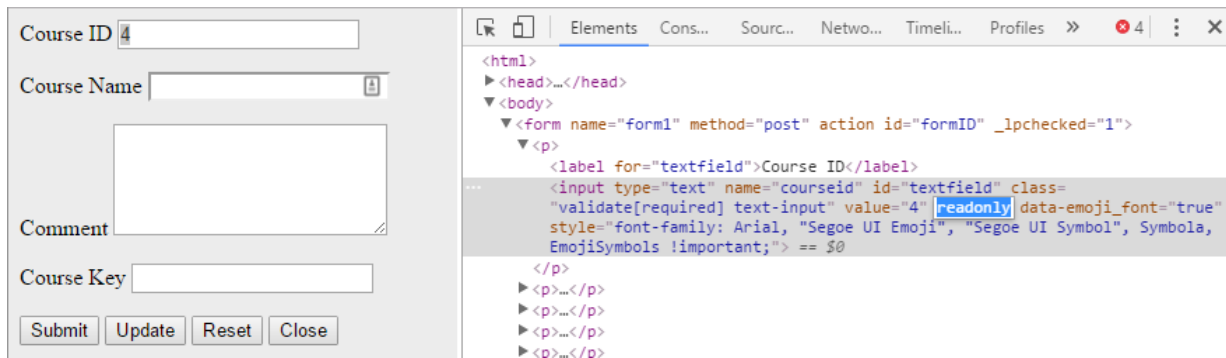 Course ID 4
Course Name
Comment
Course Key
Submit Update Reset Close
Elements Cons... Sourc... Netwo... Timeli... Profiles » 4
<html>
<head>…</head>
<body>
<form name="form1" method="post" action id="formID" _lpchecked="1">
<p>
<label for="textfield">Course ID</label>
... <input type="text" name="courseid" id="textfield" class=
"validate[required] text-input" value="4" readonly data-emoji_font="true"
style="font-family: Arial, "Segoe UI Emoji", "Segoe UI Symbol", Symbola,
EmojiSymbols !important;"> == $0
</p>
<p>…</p>
<p>…</p>
<p>…</p>
<p>…</p>